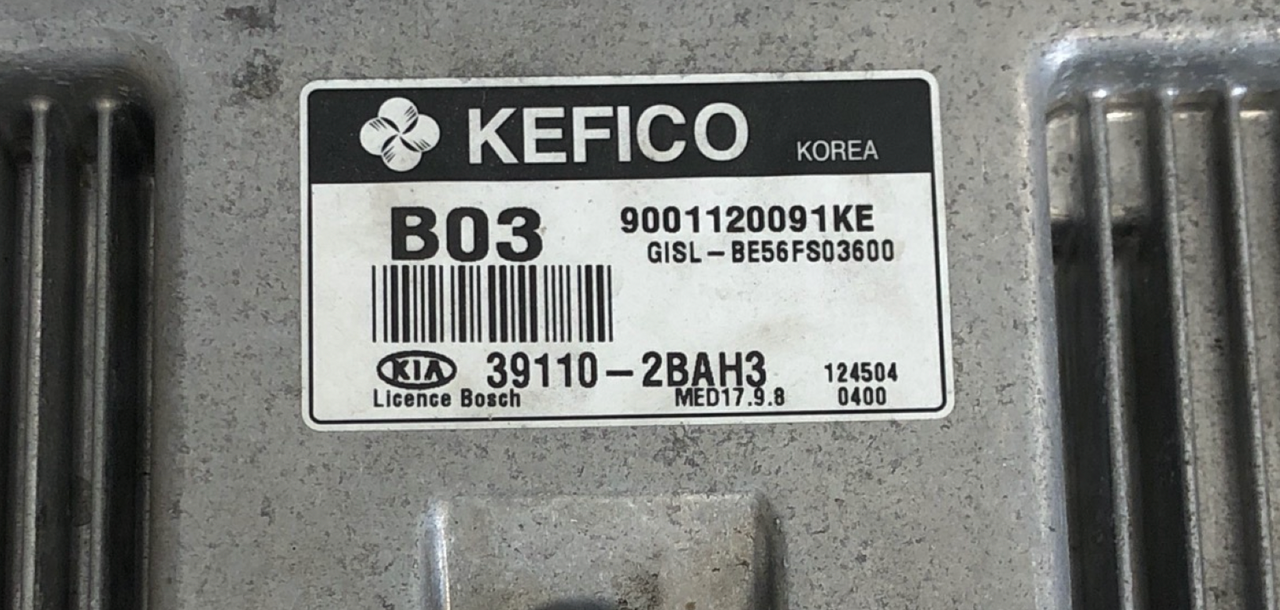 KEFICO KOREA
B03 9001120091KE
GISL-BE56FS03600
KIA 39110-2BAH3 124504
Licence Bosch MED17.9.8 0400